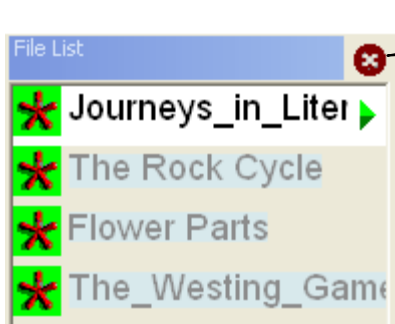 File List
Journeys_in_Liter
The Rock Cycle
Flower Parts
The_Westing_Game